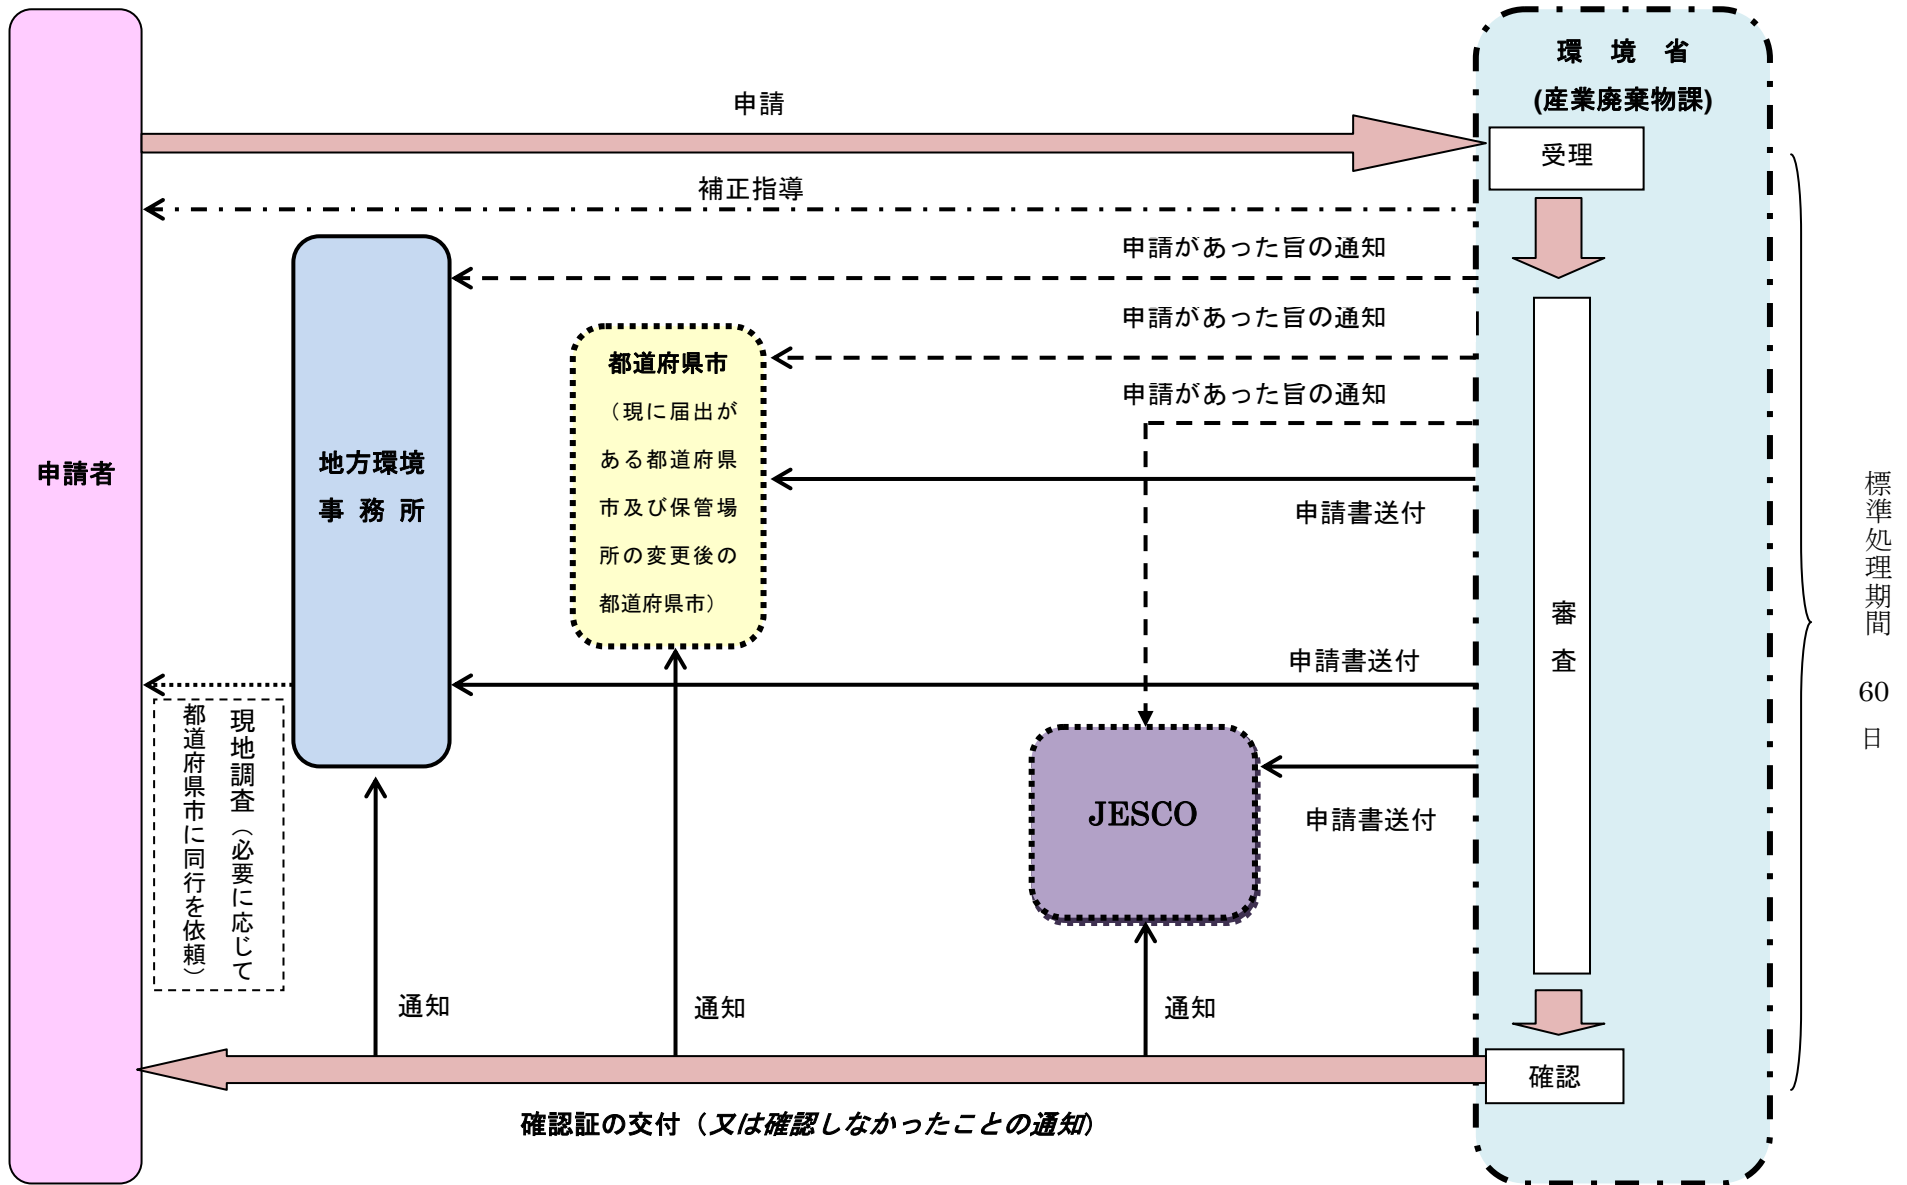 環　境　省
(産業廃棄物課)
申請
受理
補正指導
申請があった旨の通知
申請があった旨の通知
都道府県市
（現に届出が
ある都道府県
市及び保管場
所の変更後の
都道府県市）
申請があった旨の通知
申請者
地方環境
事 務 所
申請書送付
標準処理期間　60日
審
査
申請書送付
現地調査（必要に応じて
都道府県市に同行を依頼）
JESCO
申請書送付
通知
通知
通知
確認
確認証の交付（又は確認しなかったことの通知）